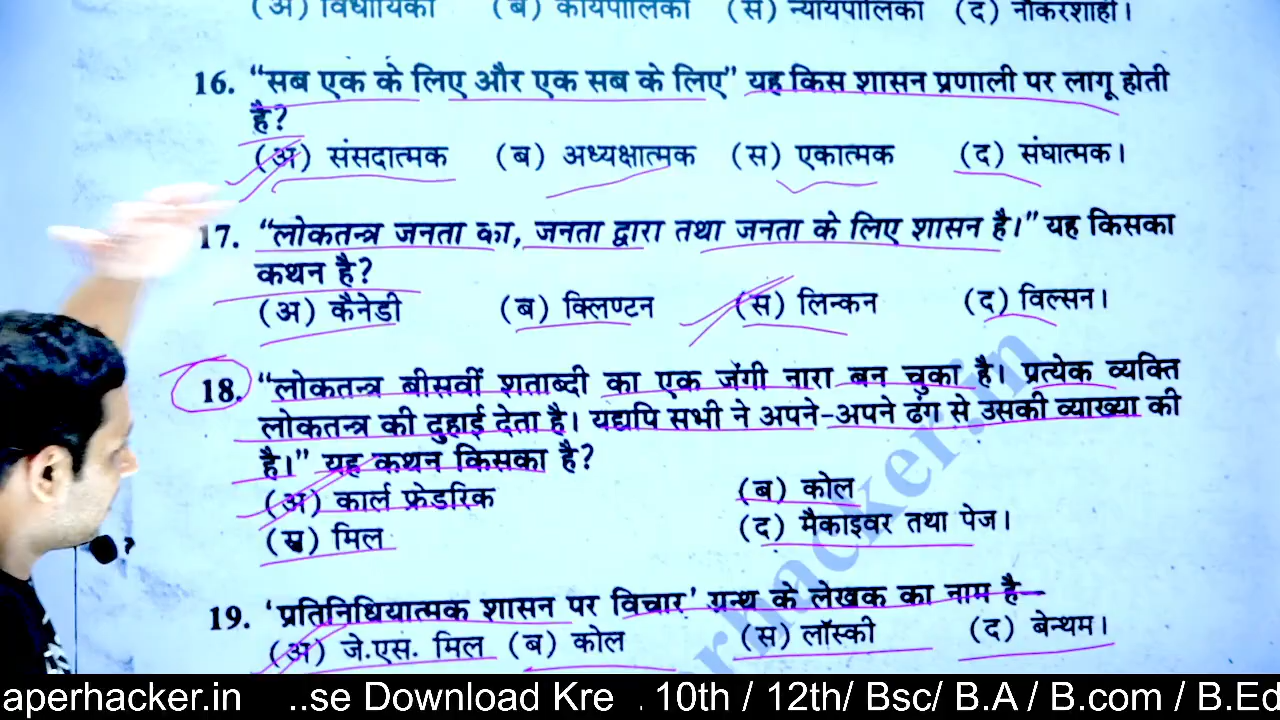 (अ) विधायिका (ब) कार्यपालिका (स) न्यायपालिका (द) नौकरशाही।
16. "सब एक के लिए और एक सब के लिए" यह किस शासन प्रणाली पर लागू होती
है?
(अ) संसदात्मक (ब) अध्यक्षात्मक (स) एकात्मक (द) संघात्मक।
17. "लोकतन्त्र जनता का, जनता द्वारा तथा जनता के लिए शासन है।" यह किसका
कथन है?
(अ) कैनेडी (ब) क्लिण्टन (स) लिन्कन (द) विल्सन।
18. "लोकतन्त्र बीसवीं शताब्दी का एक जंगी नारा बन चुका है। प्रत्येक व्यक्ति
लोकतन्त्र की दुहाई देता है। यद्यपि सभी ने अपने-अपने ढंग से उसकी व्याख्या की
है।" यह कथन किसका है?
(अ) कार्ल फ्रेडरिक (ब) कोल
(स) मिल (द) मैकाइवर तथा पेज।
19. 'प्रतिनिधियात्मक शासन पर विचार' ग्रन्थ के लेखक का नाम है–
(अ) जे.एस. मिल (ब) कोल (स) लॉस्की (द) बेन्थम।
erhacker.in
aperhacker.in ..se Download Kre . 10th / 12th/ Bsc/ B.A / B.com / B.Ed